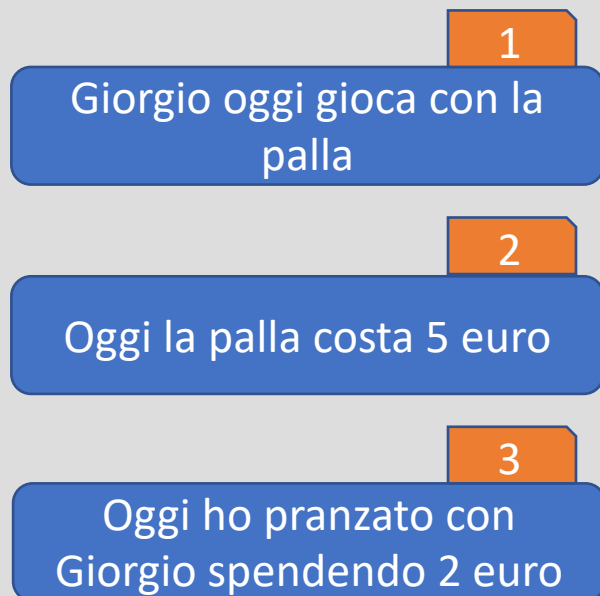 1
Giorgio oggi gioca con la
palla
2
Oggi la palla costa 5 euro
3
Oggi ho pranzato con
Giorgio spendendo 2 euro